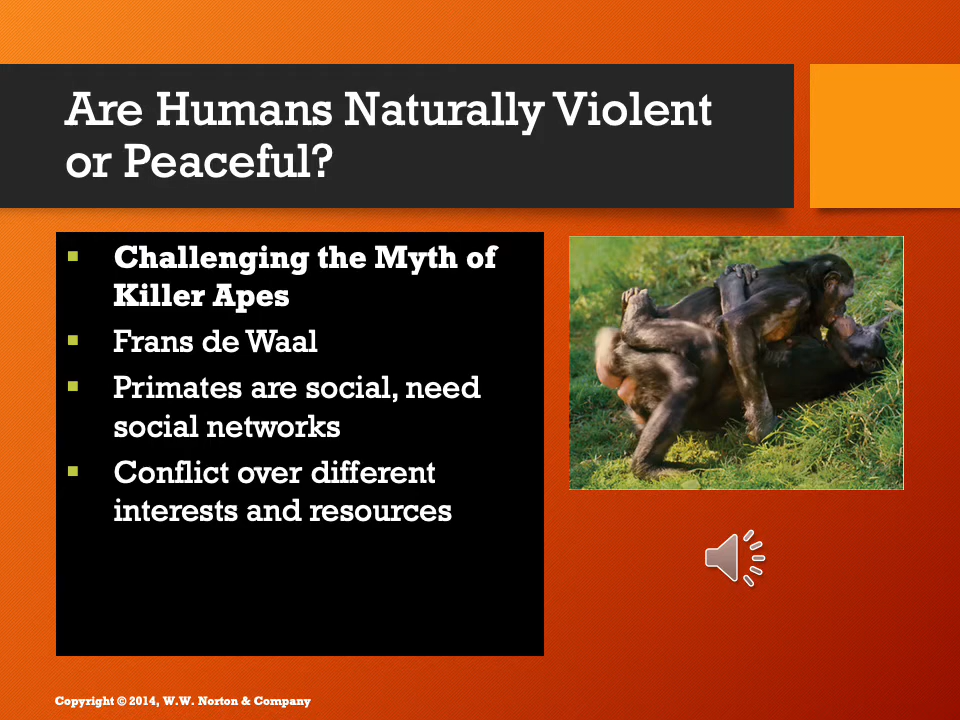 Are Humans Naturally Violent
or Peaceful?
Challenging the Myth of
Killer Apes
Frans de Waal
Primates are social, need
social networks
Conflict over different
interests and resources
Copyright © 2014, W.W. Norton & Company